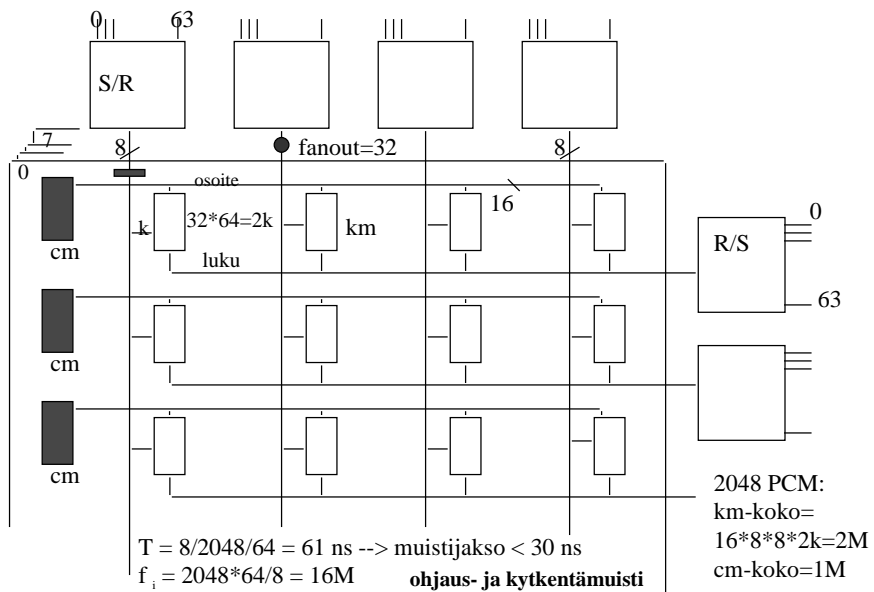 0 63
S/R
7
8
fanout=32
8
0
osoite
16
0
k
32*64=2k
km
R/S
cm
luku
63
cm
cm
2048 PCM:
km-koko=
16*8*8*2k=2M
cm-koko=1M
T = 8/2048/64 = 61 ns --> muistijakso < 30 ns
f i = 2048*64/8 = 16M
ohjaus- ja kytkentämuisti